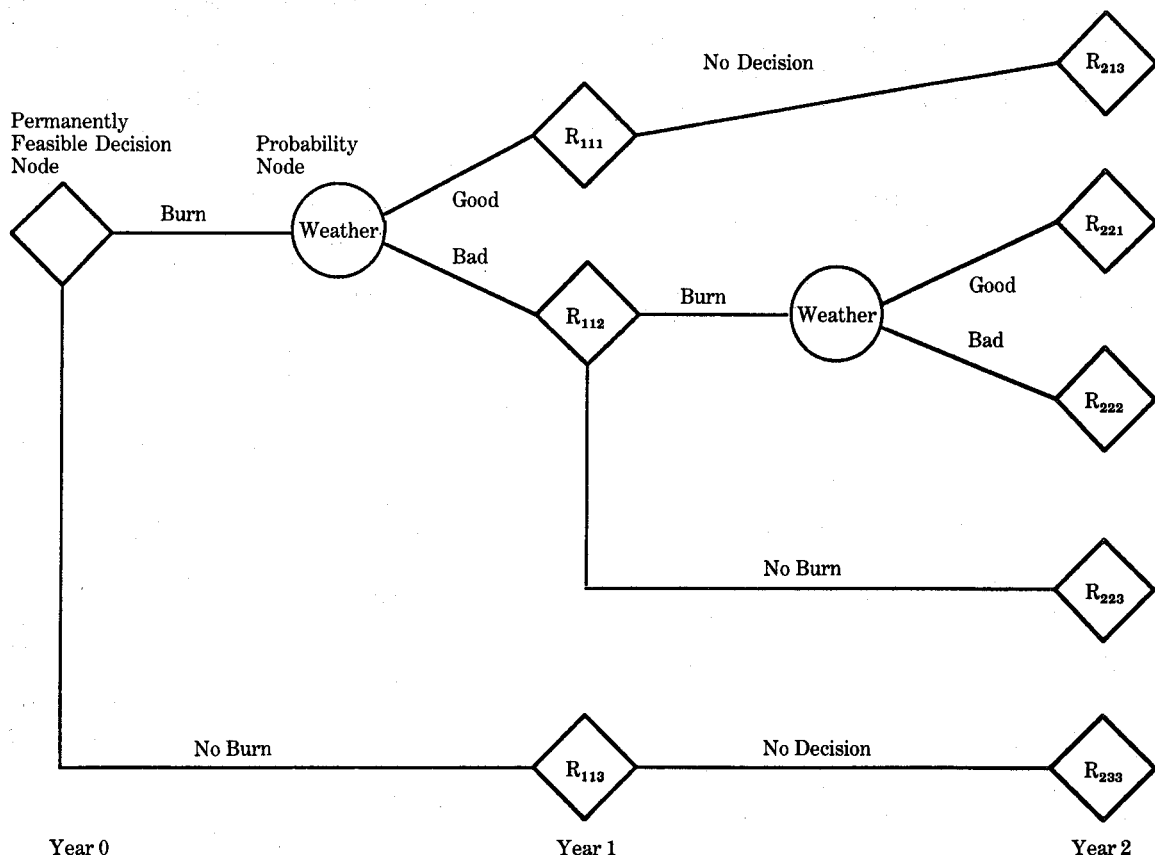 No Decision
R213
Permanently
Feasible Decision
Node
Probability
Node
R111
Burn
Good
Weather
R221
Bad
Burn
Good
R112
Weather
Bad
R222
No Burn
R223
No Burn
No Decision
R113
R233
Year 0
Year 1
Year 2